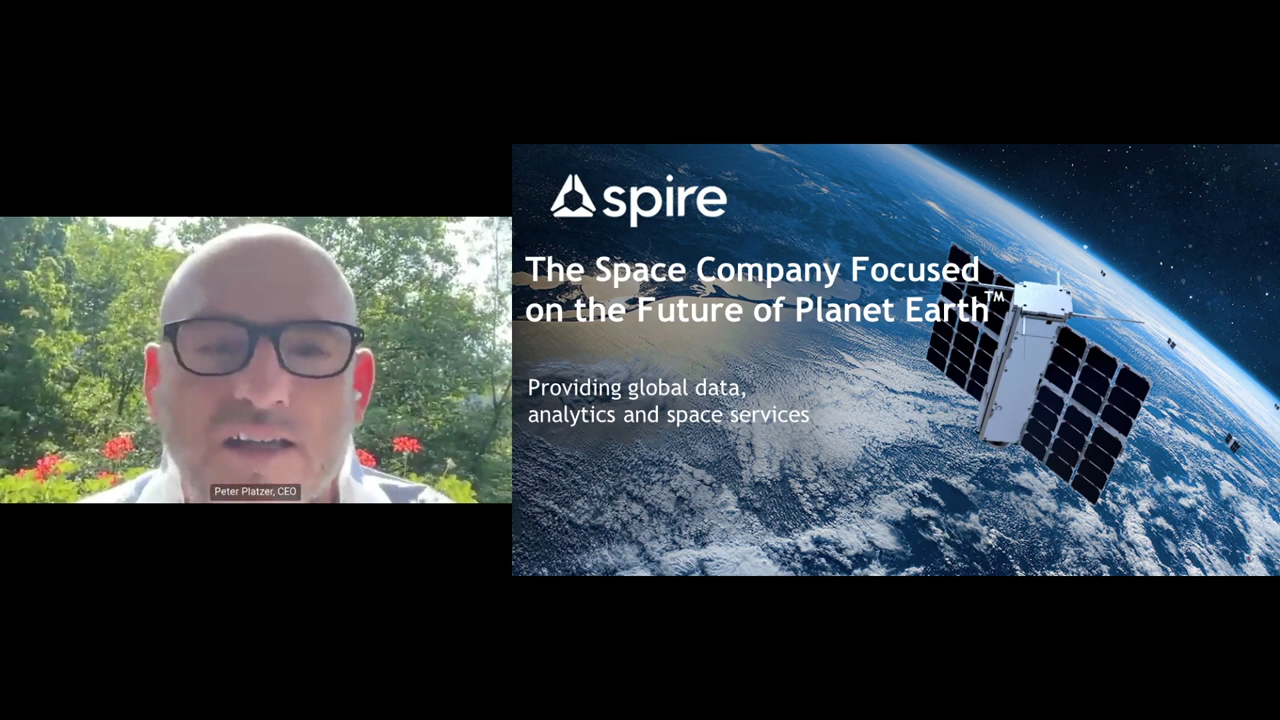 Peter Platzer, CEO
spire
The Space Company Focused
on the Future of Planet Earth™
Providing global data,
analytics and space services